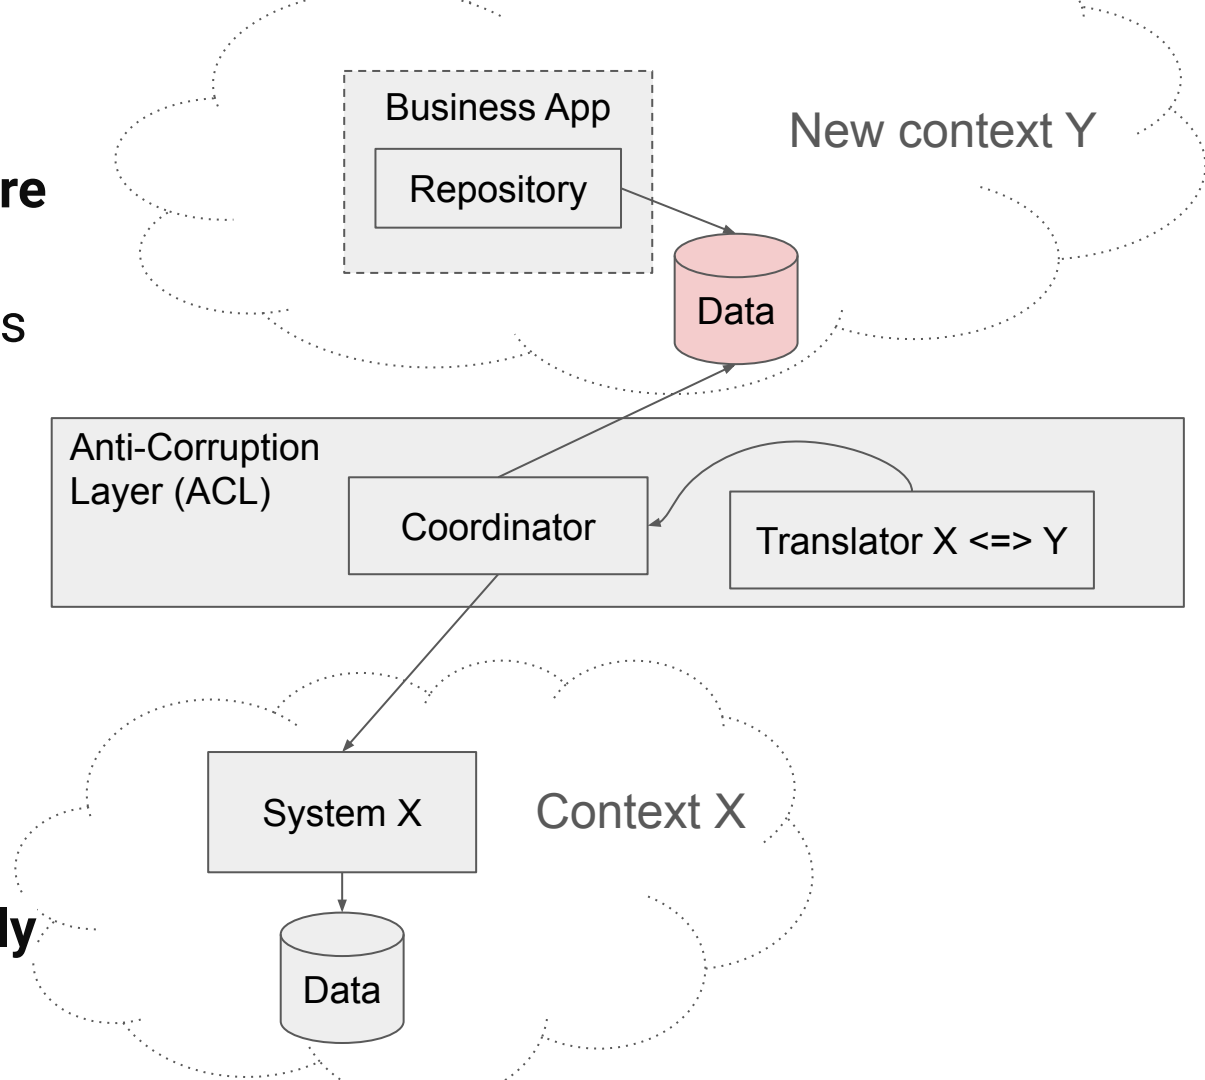 Business App
New context Y
Repository
re
s
Data
Anti-Corruption
Layer (ACL)
Coordinator
Translator X <=> Y
System X
Context X
ly
Data